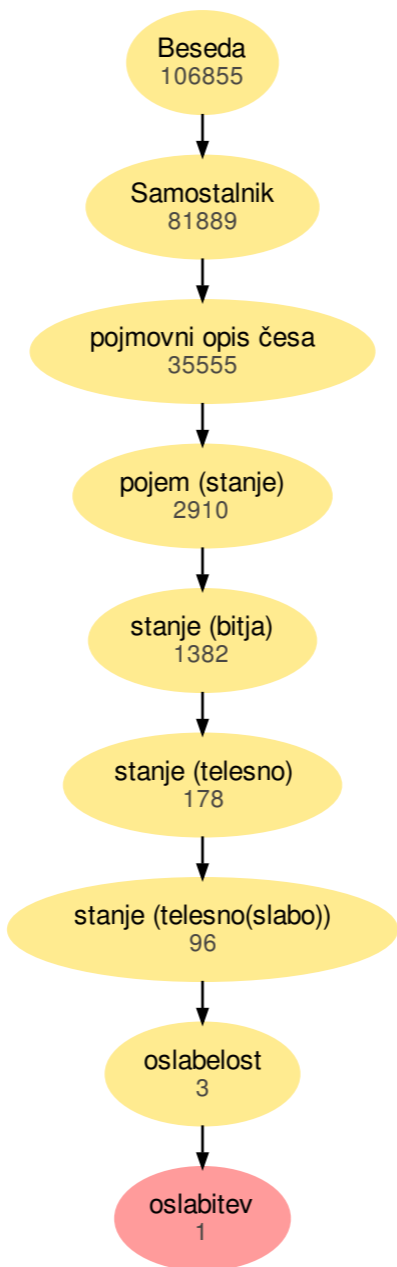 Beseda
106855
Samostalnik
81889
pojmovni opis česa
35555
pojem (stanje)
2910
stanje (bitja)
1382
stanje (telesno)
178
stanje (telesno(slabo))
96
oslabelost
3
oslabitev
1